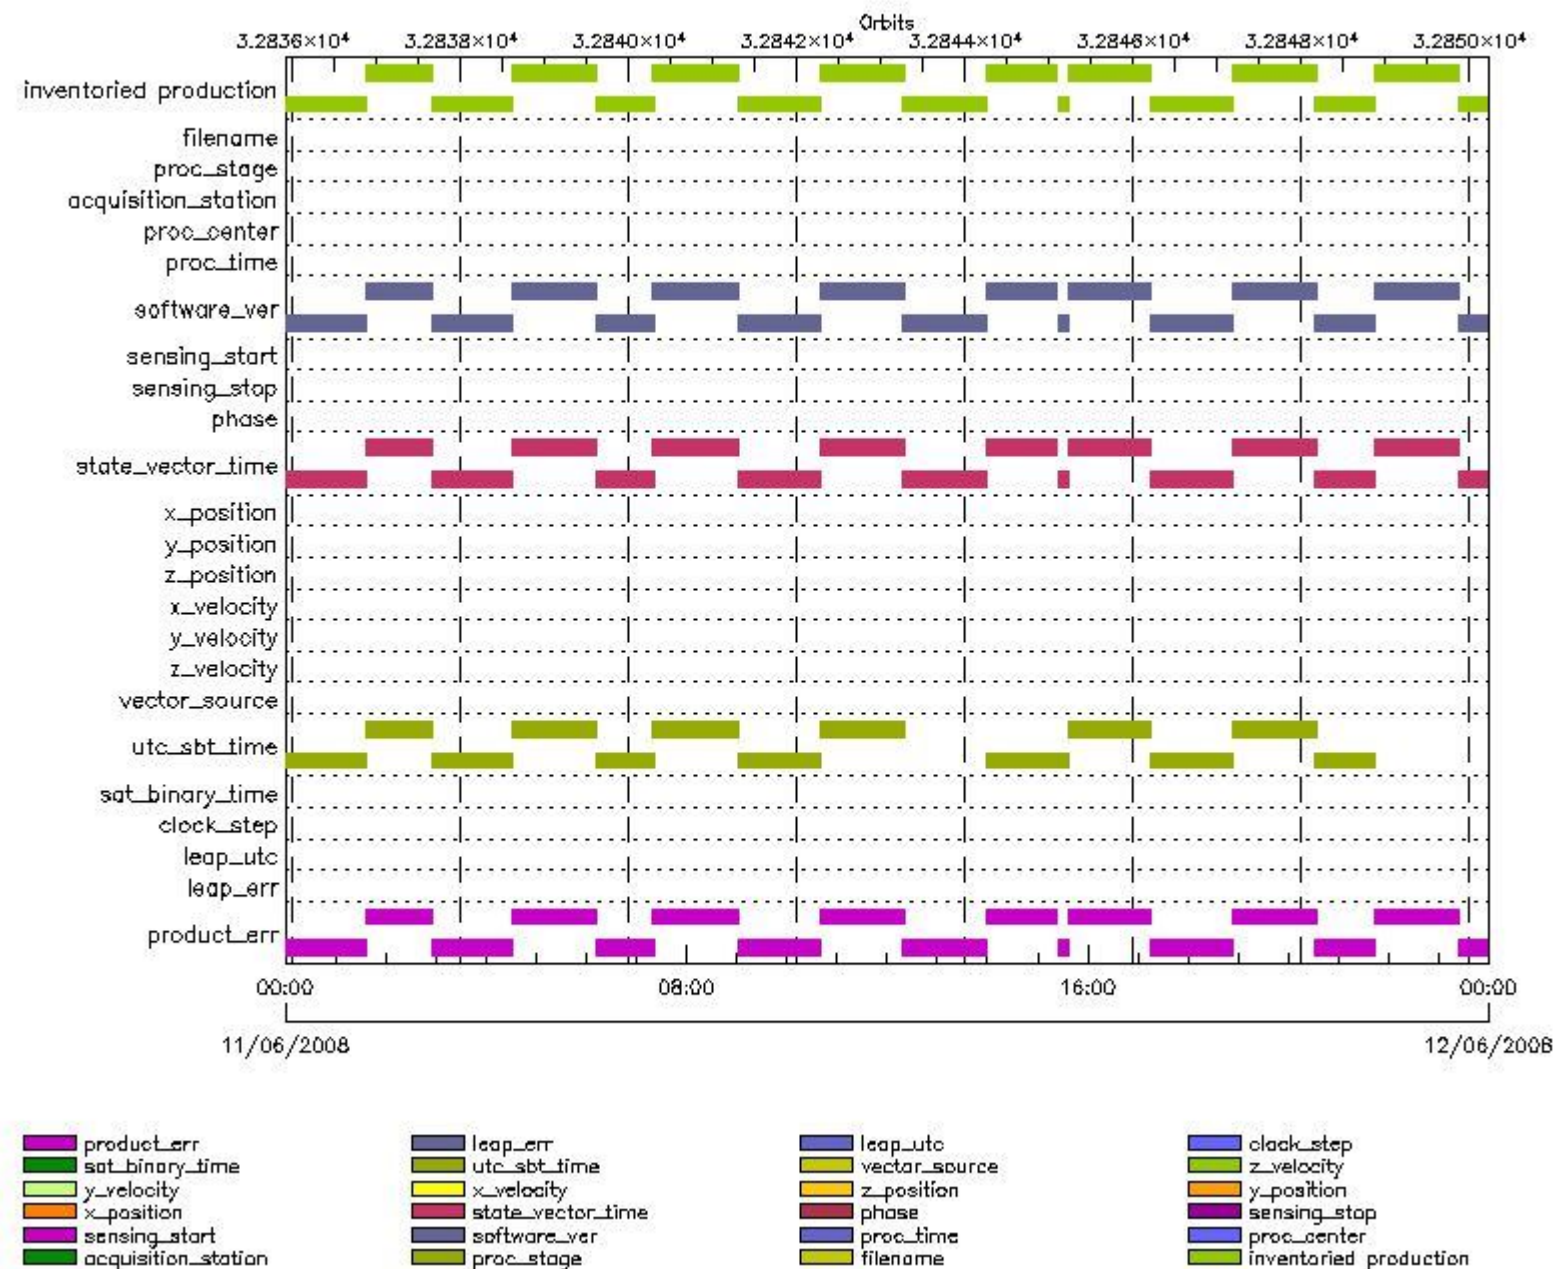 Orbits
3.2836×10⁴ 3.2838×10⁴ 3.2840×10⁴ 3.2842×10⁴ 3.2844×10⁴ 3.2846×10⁴ 3.2848×10⁴ 3.2850×10⁴
inventoried production
filename
proc_stage
acquisition_station
proc_center
proc_time
software_ver
sensing_start
sensing_stop
phase
state_vector_time
x_position
y_position
z_position
x_velocity
y_velocity
z_velocity
vector_source
utc_sbt_time
sat_binary_time
clock_step
leap_utc
leap_err
product_err
00:00 08:00 16:00 00:00
11/06/2008 12/06/2008
product_err leap_err leap_utc clock_step
sat_binary_time utc_sbt_time vector_source z_velocity
y_velocity x_velocity z_position y_position
x_position state_vector_time phase sensing_stop
sensing_start software_ver proc_time proc_center
acquisition_station proc_stage filename inventoried production